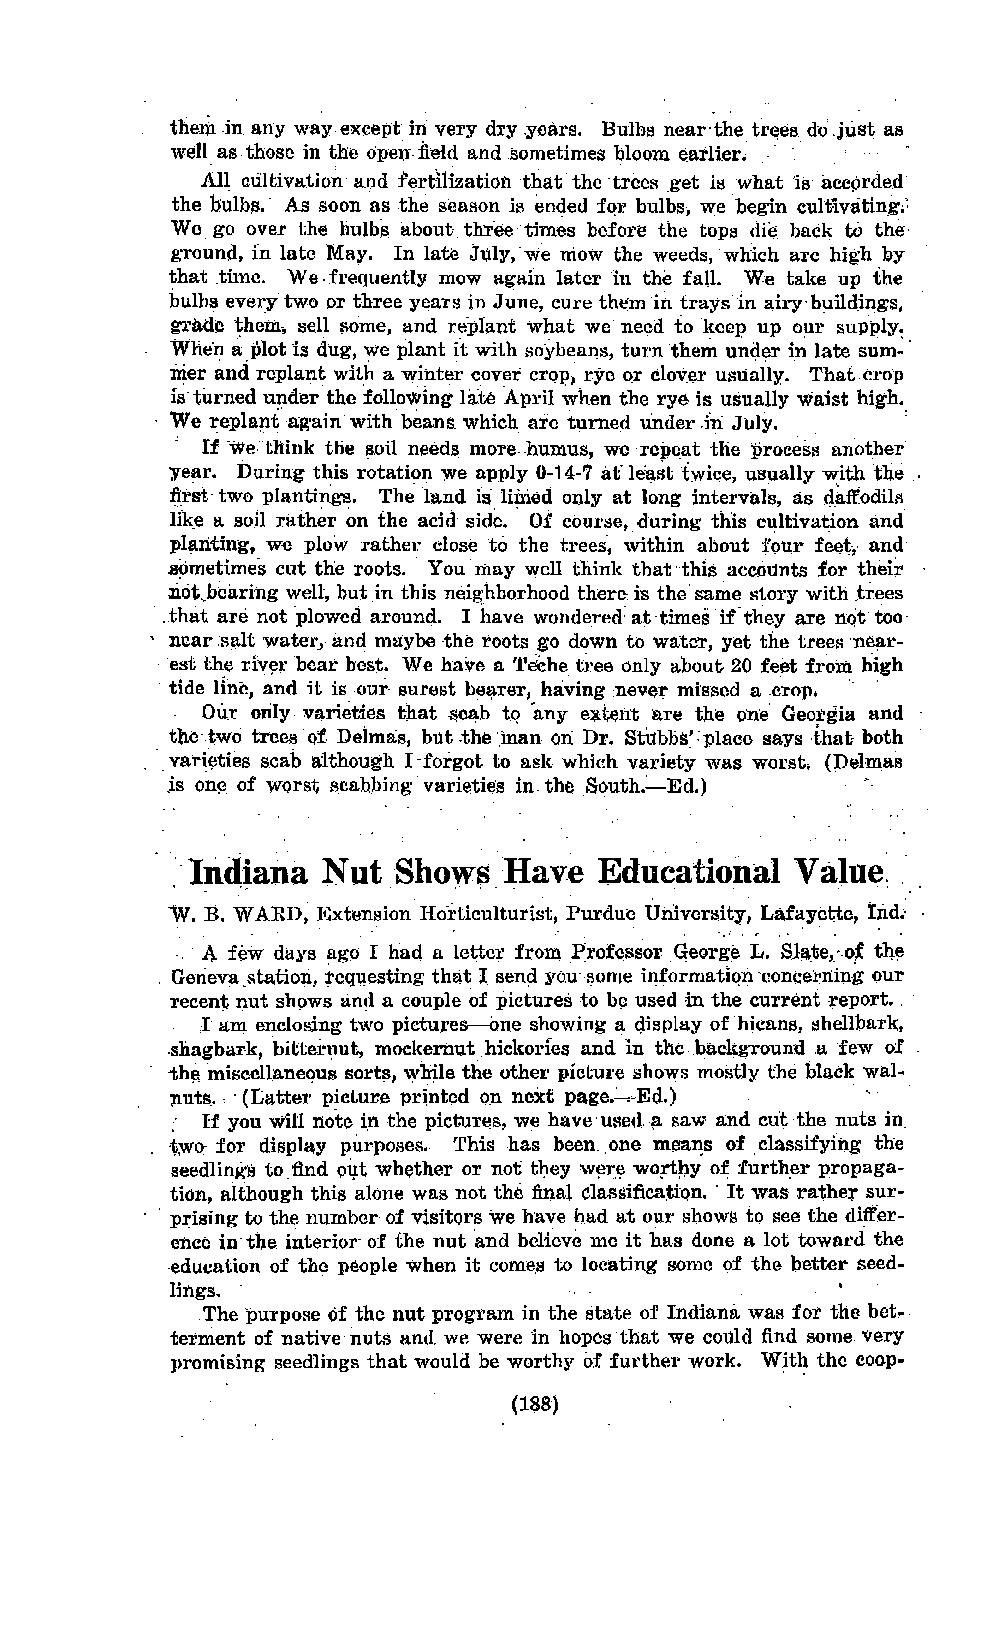 them in any way except in very dry years. Bulbs near the trees do just as
well as those in the open field and sometimes bloom earlier.
All cultivation and fertilization that the trees get is what is accorded
the bulbs. As soon as the season is ended for bulbs, we begin cultivating.
We go over the bulbs about three times before the tops die back to the
ground, in late May. In late July, we mow the weeds, which are high by
that time. We frequently mow again later in the fall. We take up the
bulbs every two or three years in June, cure them in trays in airy buildings,
grade them, sell some, and replant what we need to keep up our supply.
When a plot is dug, we plant it with soybeans, turn them under in late sum-
mer and replant with a winter cover crop, rye or clover usually. That crop
is turned under the following late April when the rye is usually waist high.
We replant again with beans which are turned under in July.
If we think the soil needs more humus, we repeat the process another
year. During this rotation we apply 0-14-7 at least twice, usually with the
first two plantings. The land is limed only at long intervals, as daffodils
like a soil rather on the acid side. Of course, during this cultivation and
planting, we plow rather close to the trees, within about four feet, and
sometimes cut the roots. You may well think that this accounts for their
not bearing well, but in this neighborhood there is the same story with trees
that are not plowed around. I have wondered at times if they are not too
near salt water, and maybe the roots go down to water, yet the trees near-
est the river bear best. We have a Teche tree only about 20 feet from high
tide line, and it is our surest bearer, having never missed a crop.
Our only varieties that scab to any extent are the one Georgia and
the two trees of Delmas, but the man on Dr. Stubbs' place says that both
varieties scab although I forgot to ask which variety was worst. (Delmas
is one of worst scabbing varieties in the South.—Ed.)
Indiana Nut Shows Have Educational Value
W. B. WARD, Extension Horticulturist, Purdue University, Lafayette, Ind.
A few days ago I had a letter from Professor George L. Slate, of the
Geneva station, requesting that I send you some information concerning our
recent nut shows and a couple of pictures to be used in the current report.
I am enclosing two pictures—one showing a display of hicans, shellbark,
shagbark, bitternut, mockernut hickories and in the background a few of
the miscellaneous sorts, while the other picture shows mostly the black wal-
nuts. (Latter picture printed on next page.—Ed.)
If you will note in the pictures, we have used a saw and cut the nuts in
two for display purposes. This has been one means of classifying the
seedlings to find out whether or not they were worthy of further propaga-
tion, although this alone was not the final classification. It was rather sur-
prising to the number of visitors we have had at our shows to see the differ-
ence in the interior of the nut and believe me it has done a lot toward the
education of the people when it comes to locating some of the better seed-
lings.
The purpose of the nut program in the state of Indiana was for the bet-
terment of native nuts and we were in hopes that we could find some very
promising seedlings that would be worthy of further work. With the coop-
(188)